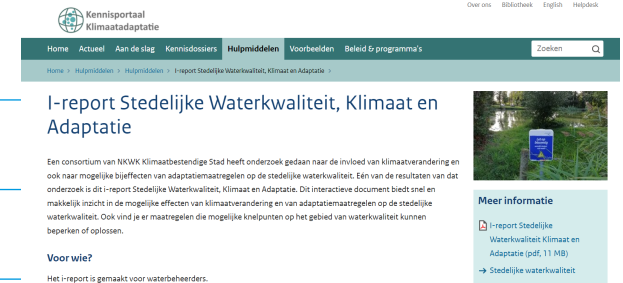 Over ons Bibliotheek English Helpdesk
Kennisportaal
Klimaatadaptatie
Home Actueel Aan de slag Kennisdossiers Hulpmiddelen Voorbeelden Beleid & programma's Zoeken
Home > Hulpmiddelen > Hulpmiddelen > I-report Stedelijke Waterkwaliteit, Klimaat en Adaptatie >
I-report Stedelijke Waterkwaliteit, Klimaat en
Adaptatie
Een consortium van NKWK Klimaatbestendige Stad heeft onderzoek gedaan naar de invloed van klimaatverandering en
ook naar mogelijke bijeffecten van adaptatiemaatregelen op de stedelijke waterkwaliteit. Eén van de resultaten van dat
onderzoek is dit i-report Stedelijke Waterkwaliteit, Klimaat en Adaptatie. Dit interactieve document biedt snel en
makkelijk inzicht in de mogelijke effecten van klimaatverandering en van adaptatiemaatregelen op de stedelijke
waterkwaliteit. Ook vind je er maatregelen die mogelijke knelpunten op het gebied van waterkwaliteit kunnen
beperken of oplossen.
Voor wie?
Het i-report is gemaakt voor waterbeheerders.
Meer informatie
I-report Stedelijke
Waterkwaliteit Klimaat en
Adaptatie (pdf, 11 MB)
→ Stedelijke waterkwaliteit